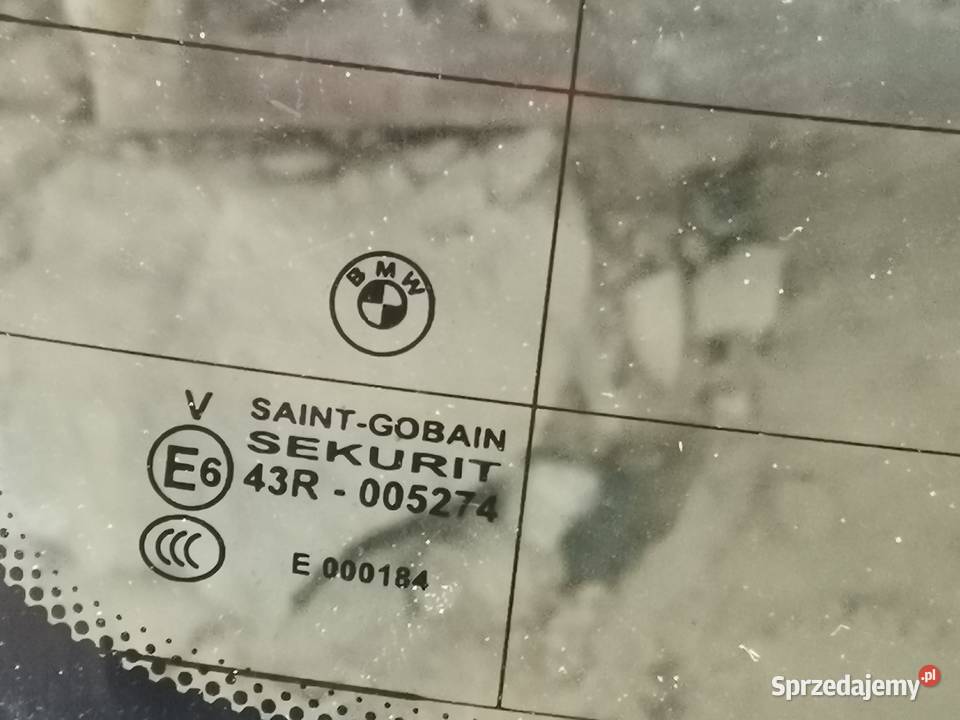 BMW
V
SAINT-GOBAIN
SEKURIT
E6 43R - 005274
CCC
E 000184
Sprzedajemy.pl